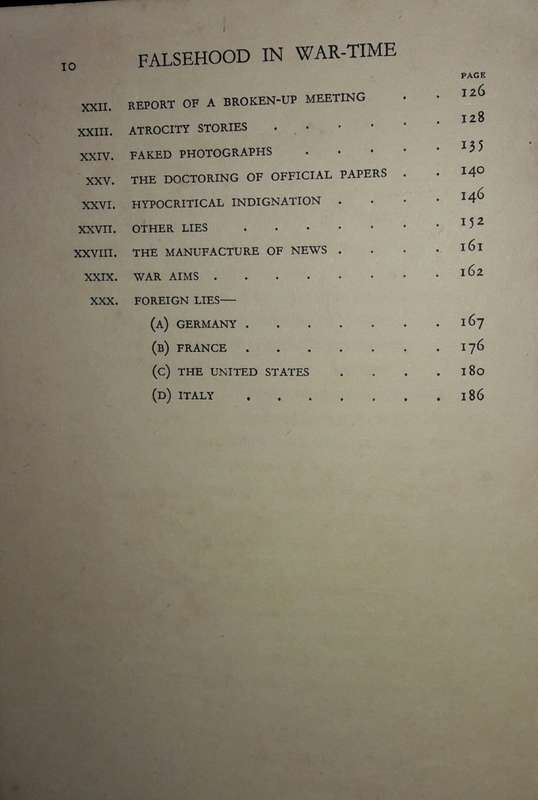 10 FALSEHOOD IN WAR-TIME
PAGE
XXII. REPORT OF A BROKEN-UP MEETING . . 126
XXIII. ATROCITY STORIES . . . . . . 128
XXIV. FAKED PHOTOGRAPHS . . . . . 135
XXV. THE DOCTORING OF OFFICIAL PAPERS . . 140
XXVI. HYPOCRITICAL INDIGNATION . . . . 146
XXVII. OTHER LIES . . . . . . . 152
XXVIII. THE MANUFACTURE OF NEWS . . . . 161
XXIX. WAR AIMS . . . . . . . . 162
XXX. FOREIGN LIES—
(A) GERMANY . . . . . . . 167
(B) FRANCE . . . . . . . 176
(C) THE UNITED STATES . . . . 180
(D) ITALY . . . . . . . 186